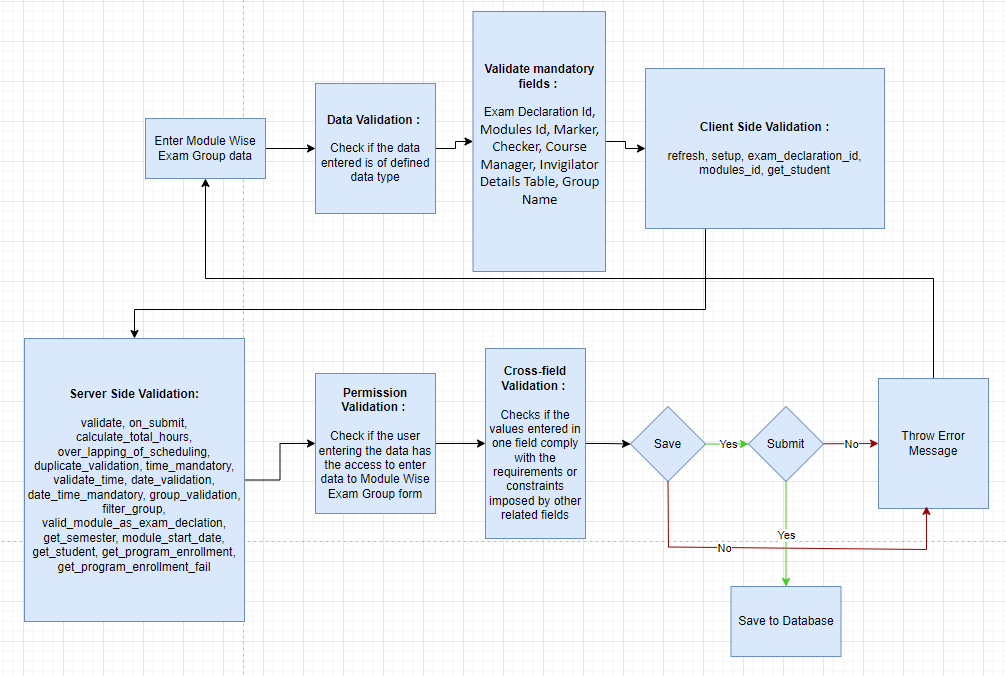 Enter Module Wise
Exam Group data
Data Validation :
Check if the data
entered is of defined
data type
Validate mandatory
fields :
Exam Declaration Id,
Modules Id, Marker,
Checker, Course
Manager, Invigilator
Details Table, Group
Name
Client Side Validation :
refresh, setup, exam_declaration_id,
modules_id, get_student
Server Side Validation:
validate, on_submit,
calculate_total_hours,
over_lapping_of_scheduling,
duplicate_validation, time_mandatory,
validate_time, date_validation,
date_time_mandatory, group_validation,
filter_group,
valid_module_as_exam_declation,
get_semester, module_start_date,
get_student, get_program_enrollment,
get_program_enrollment_fail
Permission
Validation :
Check if the user
entering the data has
the access to enter
data to Module Wise
Exam Group form
Cross-field
Validation :
Checks if the
values entered in
one field comply
with the
requirements or
constraints
imposed by other
related fields
Save
Yes
Submit
No
Throw Error
Message
Yes
No
Save to Database